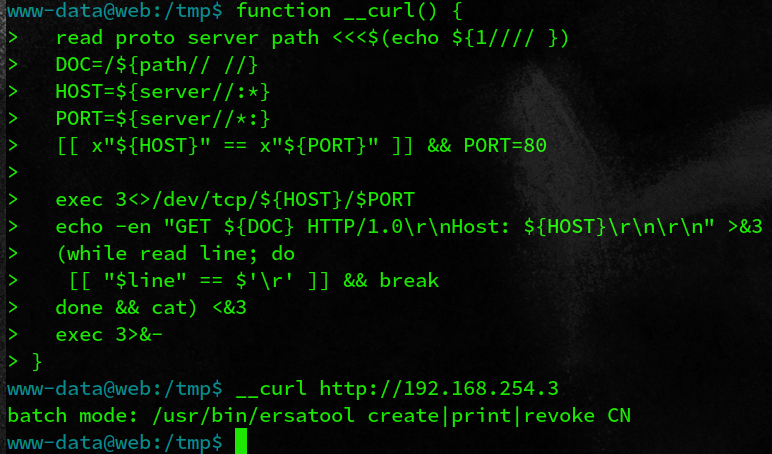 www-data@web:/tmp$ function __curl() {
>   read proto server path <<<$(echo ${1//// })
>   DOC=/${path// //}
>   HOST=${server//:*}
>   PORT=${server//*:}
>   [[ x"${HOST}" == x"${PORT}" ]] && PORT=80
>
>   exec 3<>/dev/tcp/${HOST}/$PORT
>   echo -en "GET ${DOC} HTTP/1.0\r\nHost: ${HOST}\r\n\r\n" >&3
>   (while read line; do
>    [[ "$line" == $'\r' ]] && break
>   done && cat) <&3
>   exec 3>&-
> }
www-data@web:/tmp$ __curl http://192.168.254.3
batch mode: /usr/bin/ersatool create|print|revoke CN
www-data@web:/tmp$